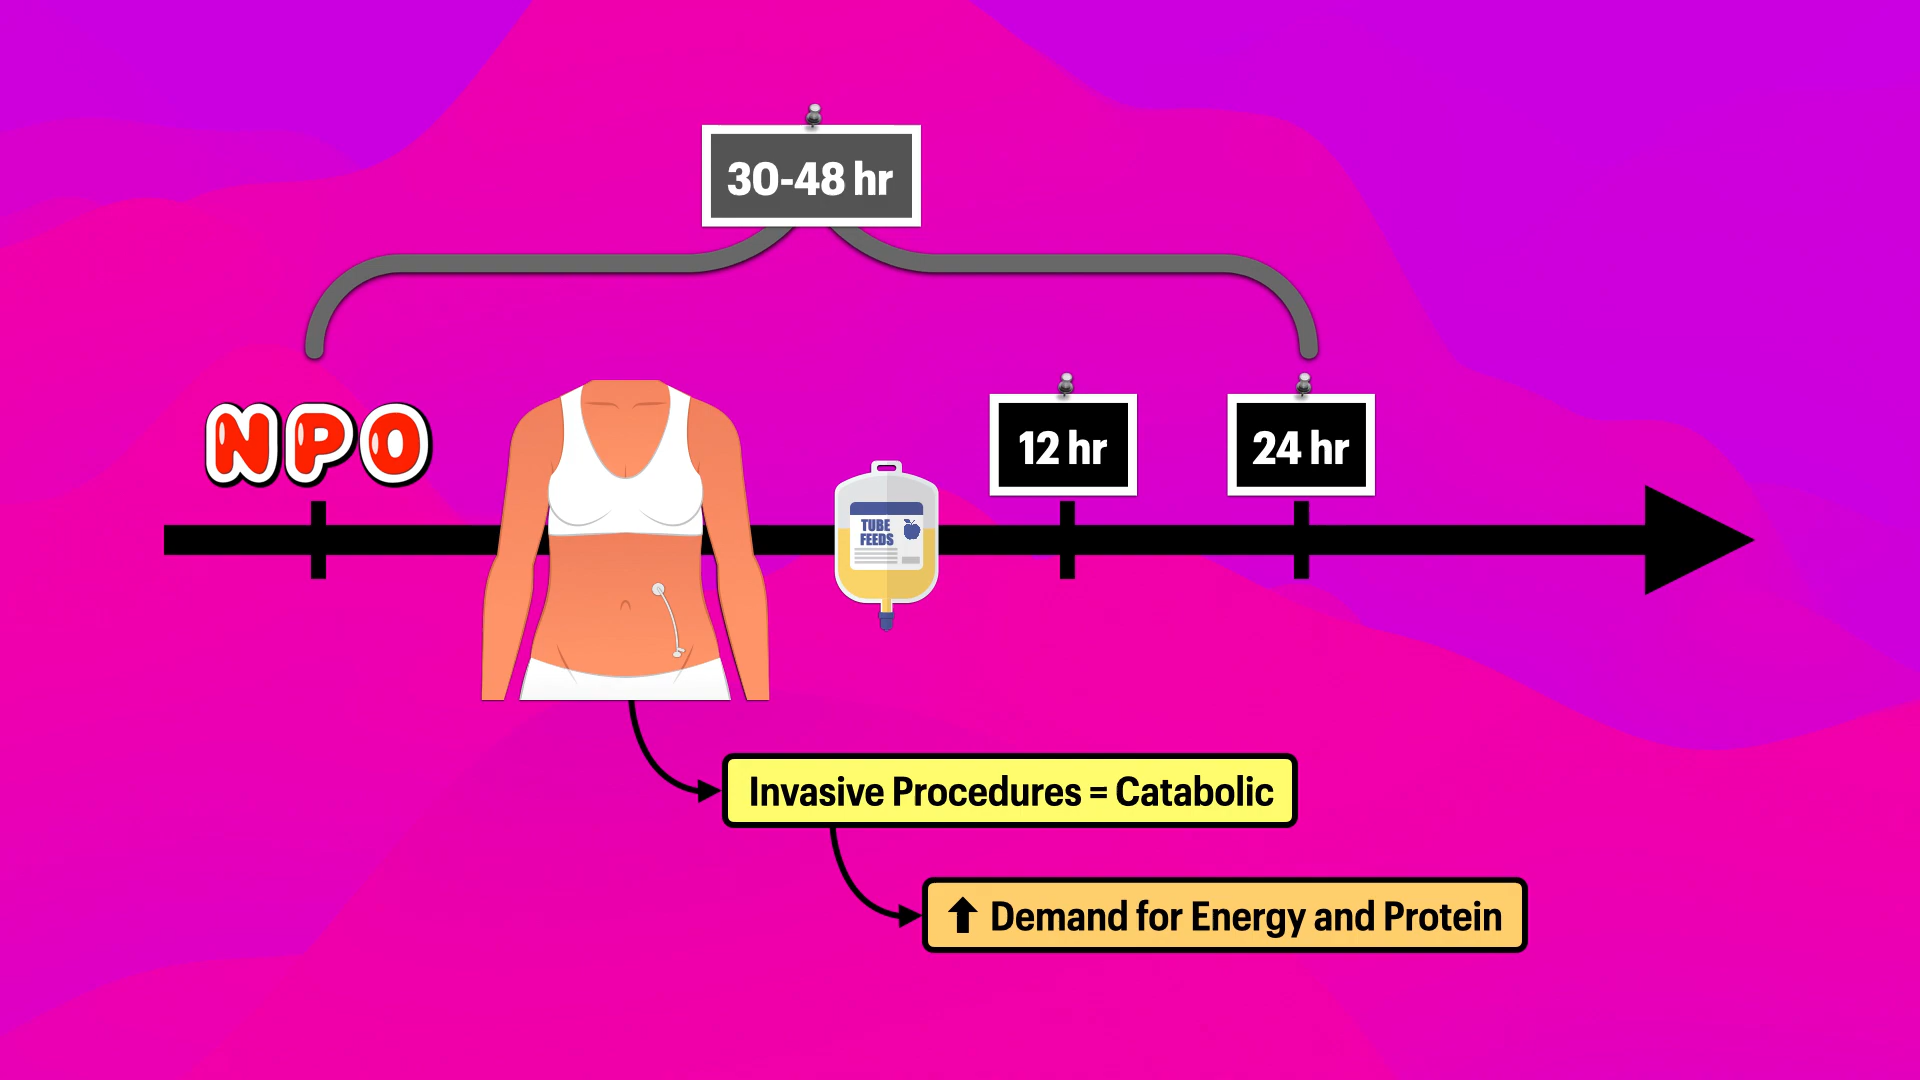 30-48 hr
NPO
12 hr
24 hr
TUBE
FEEDS
Invasive Procedures = Catabolic
⬆ Demand for Energy and Protein